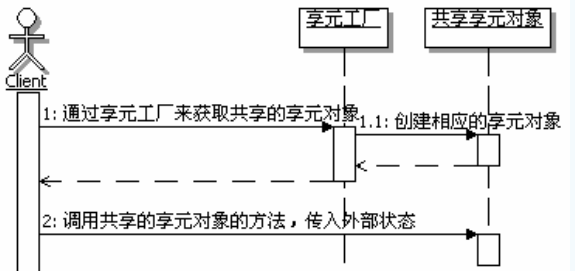 享元工厂
共享享元对象
Client
1: 通过享元工厂来获取共享的享元对象
1.1: 创建相应的享元对象
2: 调用共享的享元对象的方法，传入外部状态